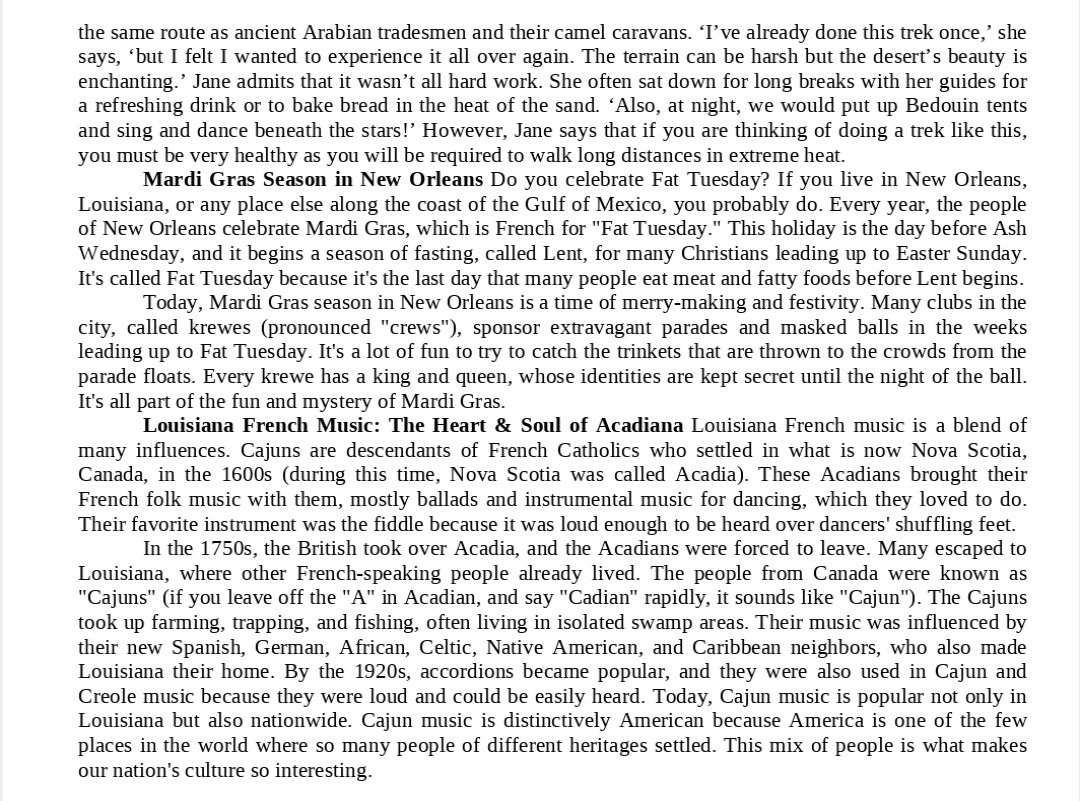 the same route as ancient Arabian tradesmen and their camel caravans. ‘I’ve already done this trek once,’ she
says, ‘but I felt I wanted to experience it all over again. The terrain can be harsh but the desert’s beauty is
enchanting.’ Jane admits that it wasn’t all hard work. She often sat down for long breaks with her guides for
a refreshing drink or to bake bread in the heat of the sand. ‘Also, at night, we would put up Bedouin tents
and sing and dance beneath the stars!’ However, Jane says that if you are thinking of doing a trek like this,
you must be very healthy as you will be required to walk long distances in extreme heat.
Mardi Gras Season in New Orleans Do you celebrate Fat Tuesday? If you live in New Orleans,
Louisiana, or any place else along the coast of the Gulf of Mexico, you probably do. Every year, the people
of New Orleans celebrate Mardi Gras, which is French for "Fat Tuesday." This holiday is the day before Ash
Wednesday, and it begins a season of fasting, called Lent, for many Christians leading up to Easter Sunday.
It's called Fat Tuesday because it's the last day that many people eat meat and fatty foods before Lent begins.
Today, Mardi Gras season in New Orleans is a time of merry-making and festivity. Many clubs in the
city, called krewes (pronounced "crews"), sponsor extravagant parades and masked balls in the weeks
leading up to Fat Tuesday. It's a lot of fun to try to catch the trinkets that are thrown to the crowds from the
parade floats. Every krewe has a king and queen, whose identities are kept secret until the night of the ball.
It's all part of the fun and mystery of Mardi Gras.
Louisiana French Music: The Heart & Soul of Acadiana Louisiana French music is a blend of
many influences. Cajuns are descendants of French Catholics who settled in what is now Nova Scotia,
Canada, in the 1600s (during this time, Nova Scotia was called Acadia). These Acadians brought their
French folk music with them, mostly ballads and instrumental music for dancing, which they loved to do.
Their favorite instrument was the fiddle because it was loud enough to be heard over dancers' shuffling feet.
In the 1750s, the British took over Acadia, and the Acadians were forced to leave. Many escaped to
Louisiana, where other French-speaking people already lived. The people from Canada were known as
"Cajuns" (if you leave off the "A" in Acadian, and say "Cadian" rapidly, it sounds like "Cajun"). The Cajuns
took up farming, trapping, and fishing, often living in isolated swamp areas. Their music was influenced by
their new Spanish, German, African, Celtic, Native American, and Caribbean neighbors, who also made
Louisiana their home. By the 1920s, accordions became popular, and they were also used in Cajun and
Creole music because they were loud and could be easily heard. Today, Cajun music is popular not only in
Louisiana but also nationwide. Cajun music is distinctively American because America is one of the few
places in the world where so many people of different heritages settled. This mix of people is what makes
our nation's culture so interesting.